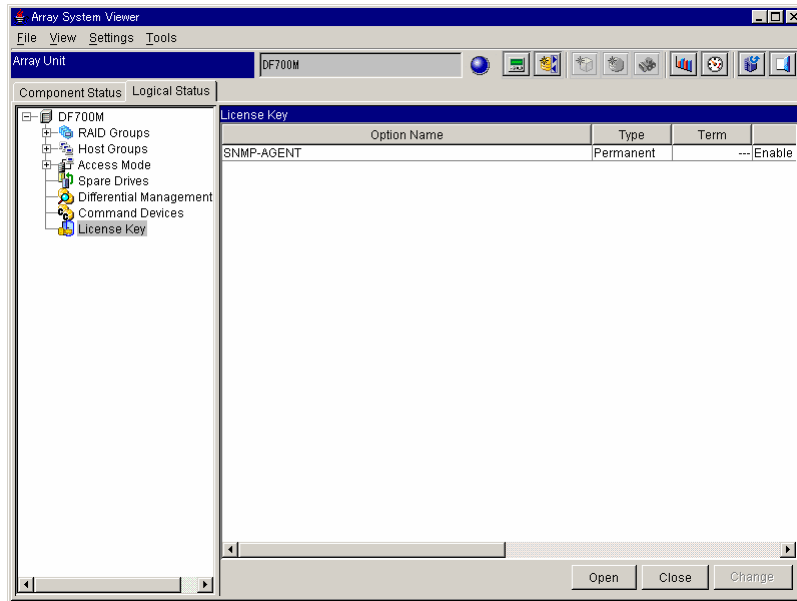 Array System Viewer
File View Settings Tools
Array Unit DF700M
Component Status Logical Status
DF700M
RAID Groups
Host Groups
Access Mode
Spare Drives
Differential Management
Command Devices
License Key
License Key
Option Name Type Term
SNMP-AGENT Permanent --- Enable
Open Close Change